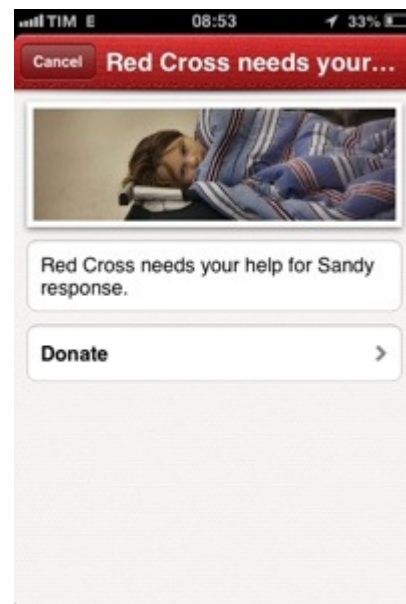 TIM E 08:53 33%
Cancel Red Cross needs your...
Red Cross needs your help for Sandy
response.
Donate